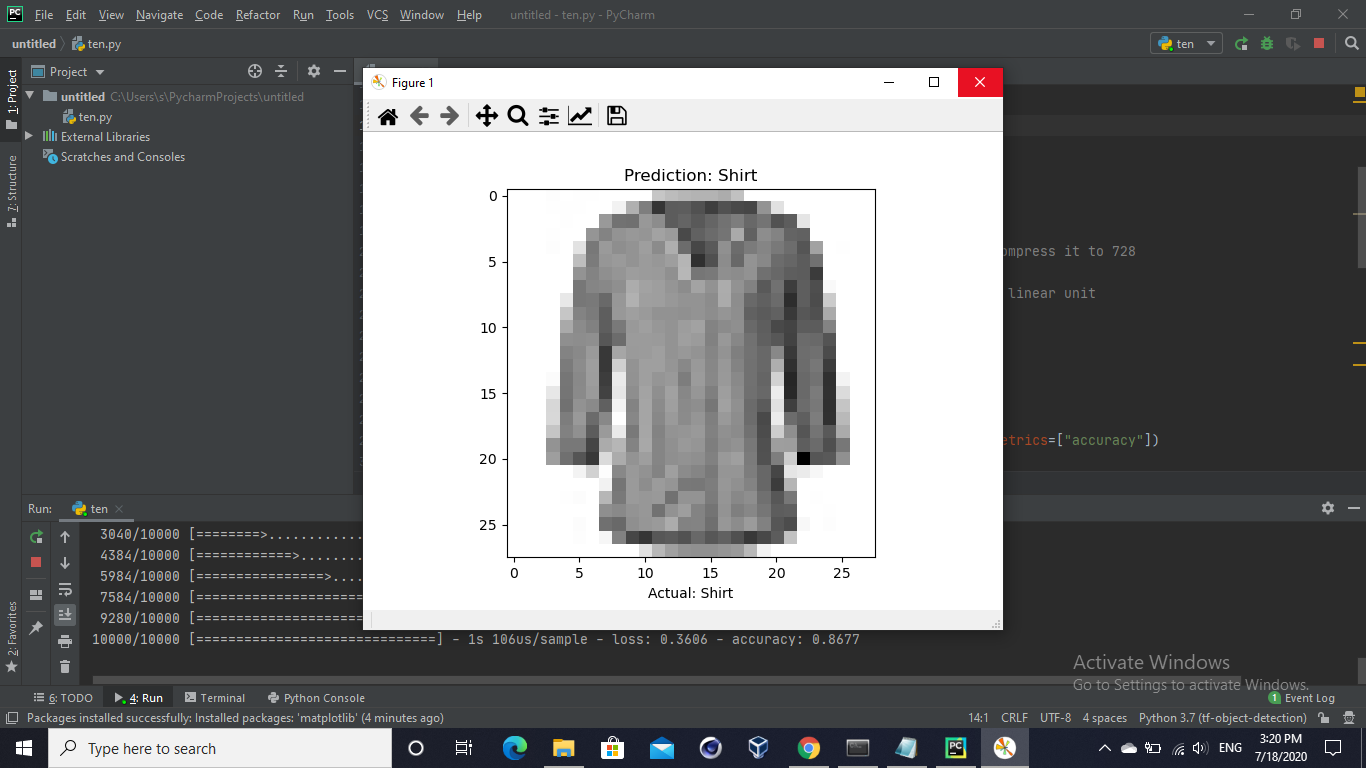 PC File Edit View Navigate Code Refactor Run Tools VCS Window Help untitled - ten.py - PyCharm
untitled ten.py ten
1: Project
Project
untitled C:\Users\s\PycharmProjects\untitled
ten.py
External Libraries
Scratches and Consoles
7: Structure
Figure 1
Prediction: Shirt
0
5
10
15
20
25
0 5 10 15 20 25
Actual: Shirt
ompress it to 728
linear unit
etrics=["accuracy"])
Run: ten
3040/10000 [========>.............
4384/10000 [============>........
5984/10000 [================>....
7584/10000 [=====================
9280/10000 [=====================
10000/10000 [==============================] - 1s 106us/sample - loss: 0.3606 - accuracy: 0.8677
2: Favorites
Activate Windows
Go to Settings to activate Windows.
6: TODO 4: Run Terminal Python Console 1 Event Log
Packages installed successfully: Installed packages: 'matplotlib' (4 minutes ago) 14:1 CRLF UTF-8 4 spaces Python 3.7 (tf-object-detection)
Type here to search PC ENG 3:20 PM
7/18/2020